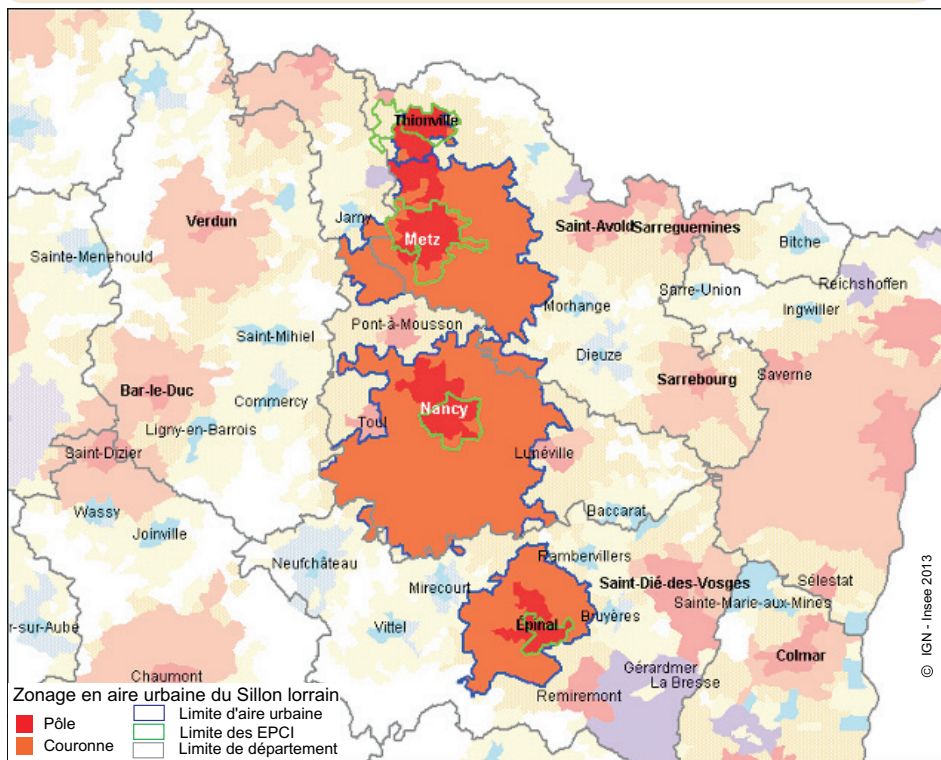 Thionville
Verdun
Jarny
Saint-Avold
Sarreguemines
Metz
Bitche
Sainte-Menehould
Reichshoffen
Sarre-Union
Morhange
Ingwiller
Saint-Mihiel
Pont-à-Mousson
Dieuze
Saverne
Sarrebourg
Bar-le-Duc
Commercy
Nancy
Toul
Ligny-en-Barrois
Saint-Dizier
Lunéville
Wassy
Baccarat
Joinville
Rambervillers
Neufchâteau
Mirecourt
Saint-Dié-des-Vosges
Sélestat
Sainte-Marie-aux-Mines
Bruyères
Épinal
r-sur-Aube
Vittel
Colmar
Gérardmer
La Bresse
Chaumont
Remiremont
© IGN - Insee 2013
Zonage en aire urbaine du Sillon lorrain
Pôle
Couronne
Limite d'aire urbaine
Limite des EPCI
Limite de département